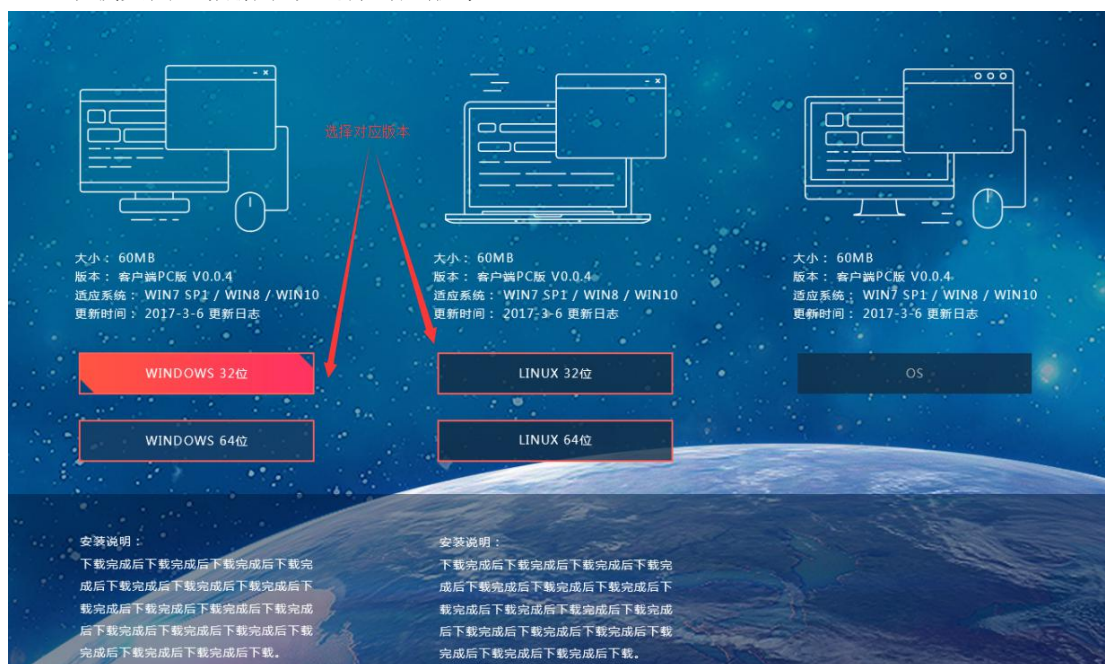 选择对应版本
大小： 60MB
版本： 客户端PC版 V0.0.4
适应系统： WIN7 SP1 / WIN8 / WIN10
更新时间： 2017-3-6 更新日志
WINDOWS 32位
WINDOWS 64位
大小： 60MB
版本： 客户端PC版 V0.0.4
适应系统： WIN7 SP1 / WIN8 / WIN10
更新时间： 2017-3-6 更新日志
LINUX 32位
LINUX 64位
大小： 60MB
版本： 客户端PC版 V0.0.4
适应系统： WIN7 SP1 / WIN8 / WIN10
更新时间： 2017-3-6 更新日志
OS
安装说明：
下载完成后下载完成后下载完成后下载完
成后下载完成后下载完成后下载完成后下
载完成后下载完成后下载完成后下载完成
后下载完成后下载完成后下载完成后下载
完成后下载完成后下载完成后下载。
安装说明：
下载完成后下载完成后下载完成后下载完
成后下载完成后下载完成后下载完成后下
载完成后下载完成后下载完成后下载完成
后下载完成后下载完成后下载完成后下载
完成后下载完成后下载完成后下载。